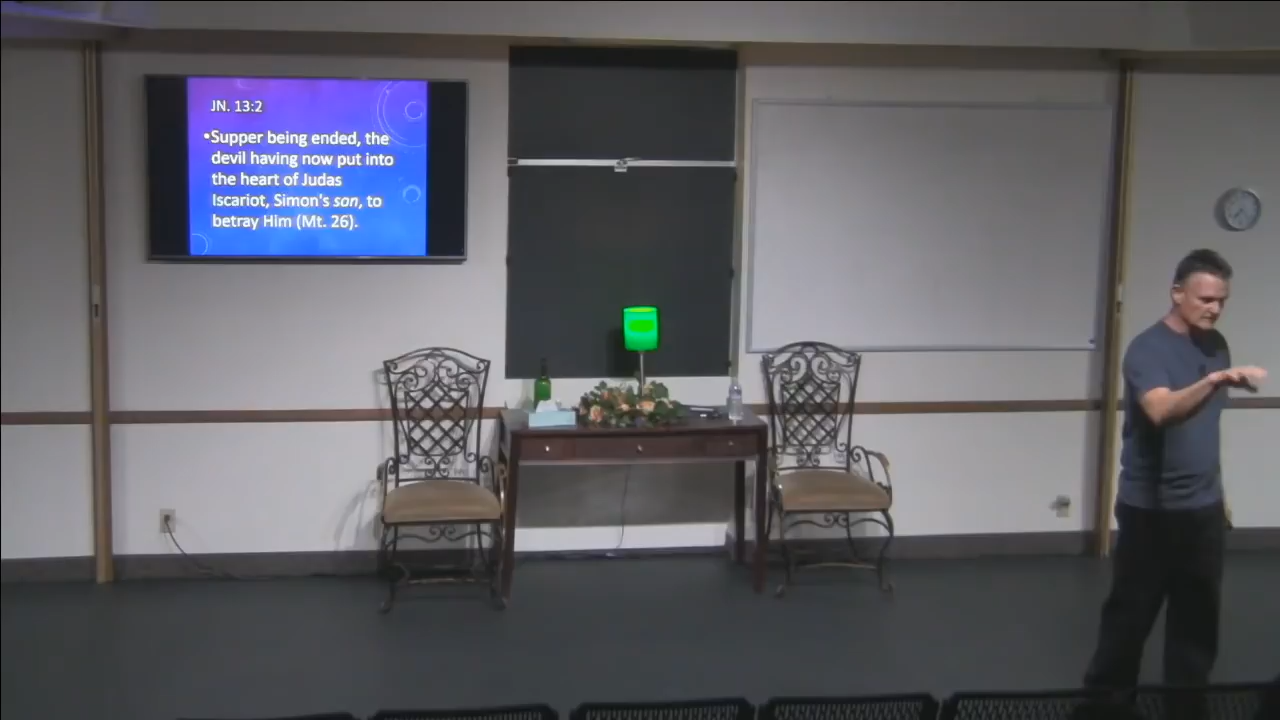 JN. 13:2
•Supper being ended, the
devil having now put into
the heart of Judas
Iscariot, Simon's son, to
betray Him (Mt. 26).